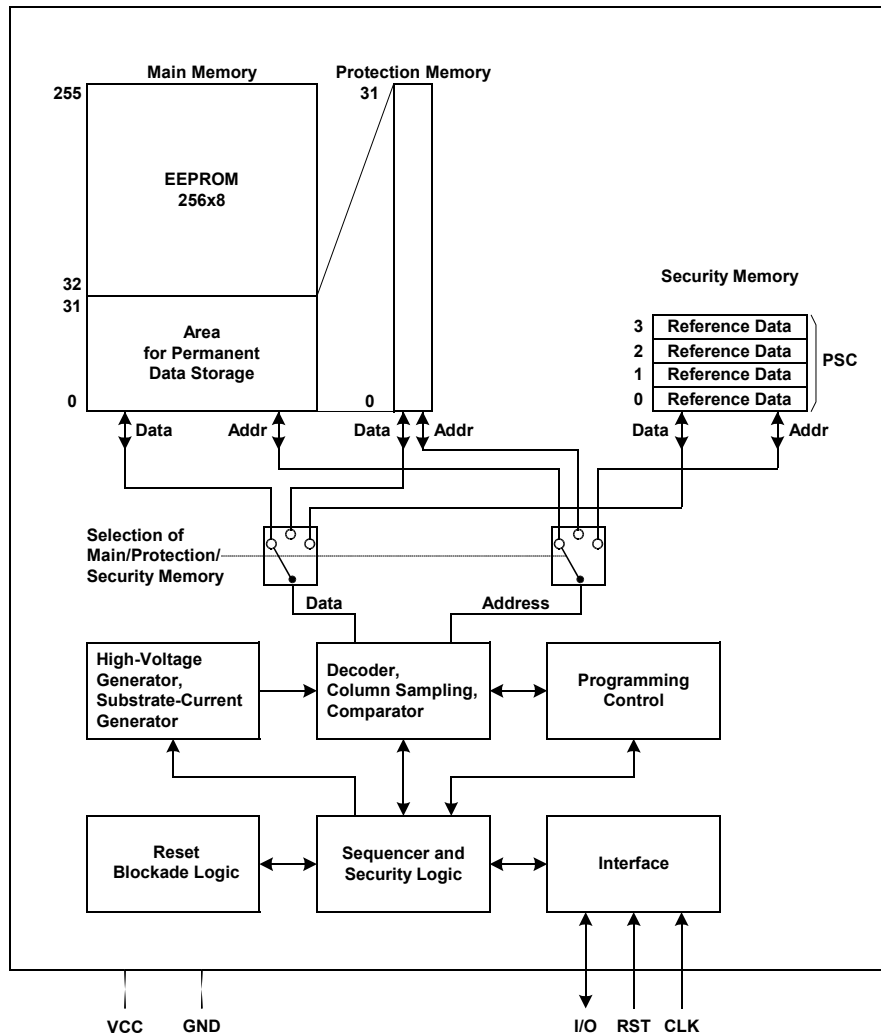 Main Memory
Protection Memory
255
31
EEPROM
256x8
32
31
Security Memory
Area
for Permanent
Data Storage
3 Reference Data
2 Reference Data
1 Reference Data
0 Reference Data
PSC
0
0
Data
Addr
Data
Addr
Data
Addr
Selection of
Main/Protection/
Security Memory
Data
Address
High-Voltage
Generator,
Substrate-Current
Generator
Decoder,
Column Sampling,
Comparator
Programming
Control
Reset
Blockade Logic
Sequencer and
Security Logic
Interface
VCC
GND
I/O
RST
CLK